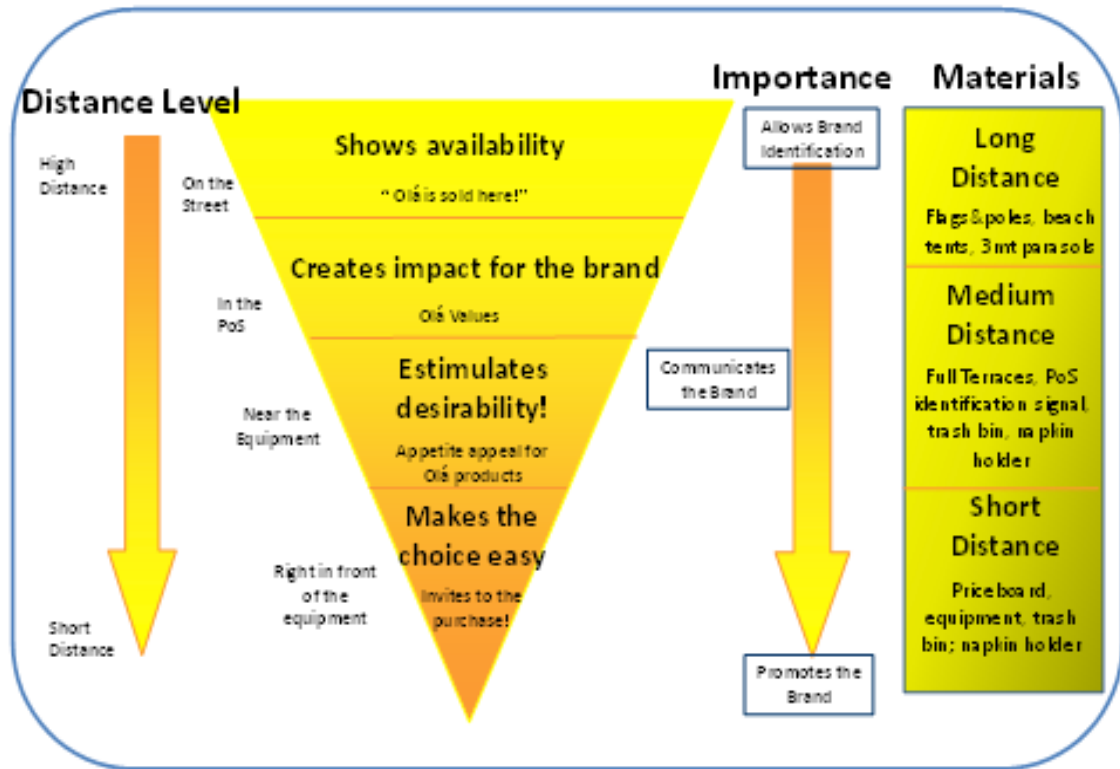 Distance Level
High
Distance
Short
Distance
On the
Street
In the
PoS
Near the
Equipment
Right in front
of the
equipment
Shows availability
“ Olá is sold here!”
Creates impact for the brand
Olá Values
Estimulates
desirability!
Appetite appeal for
Olá products
Makes the
choice easy
Invites to the
purchase!
Importance
Allows Brand
Identification
Communicates
the Brand
Promotes the
Brand
Materials
Long
Distance
Flags&poles, beach
tents, 3mt parasols
Medium
Distance
Full Terraces, PoS
identification signal,
trash bin, napkin
holder
Short
Distance
Priceboard,
equipment, trash
bin; napkin holder